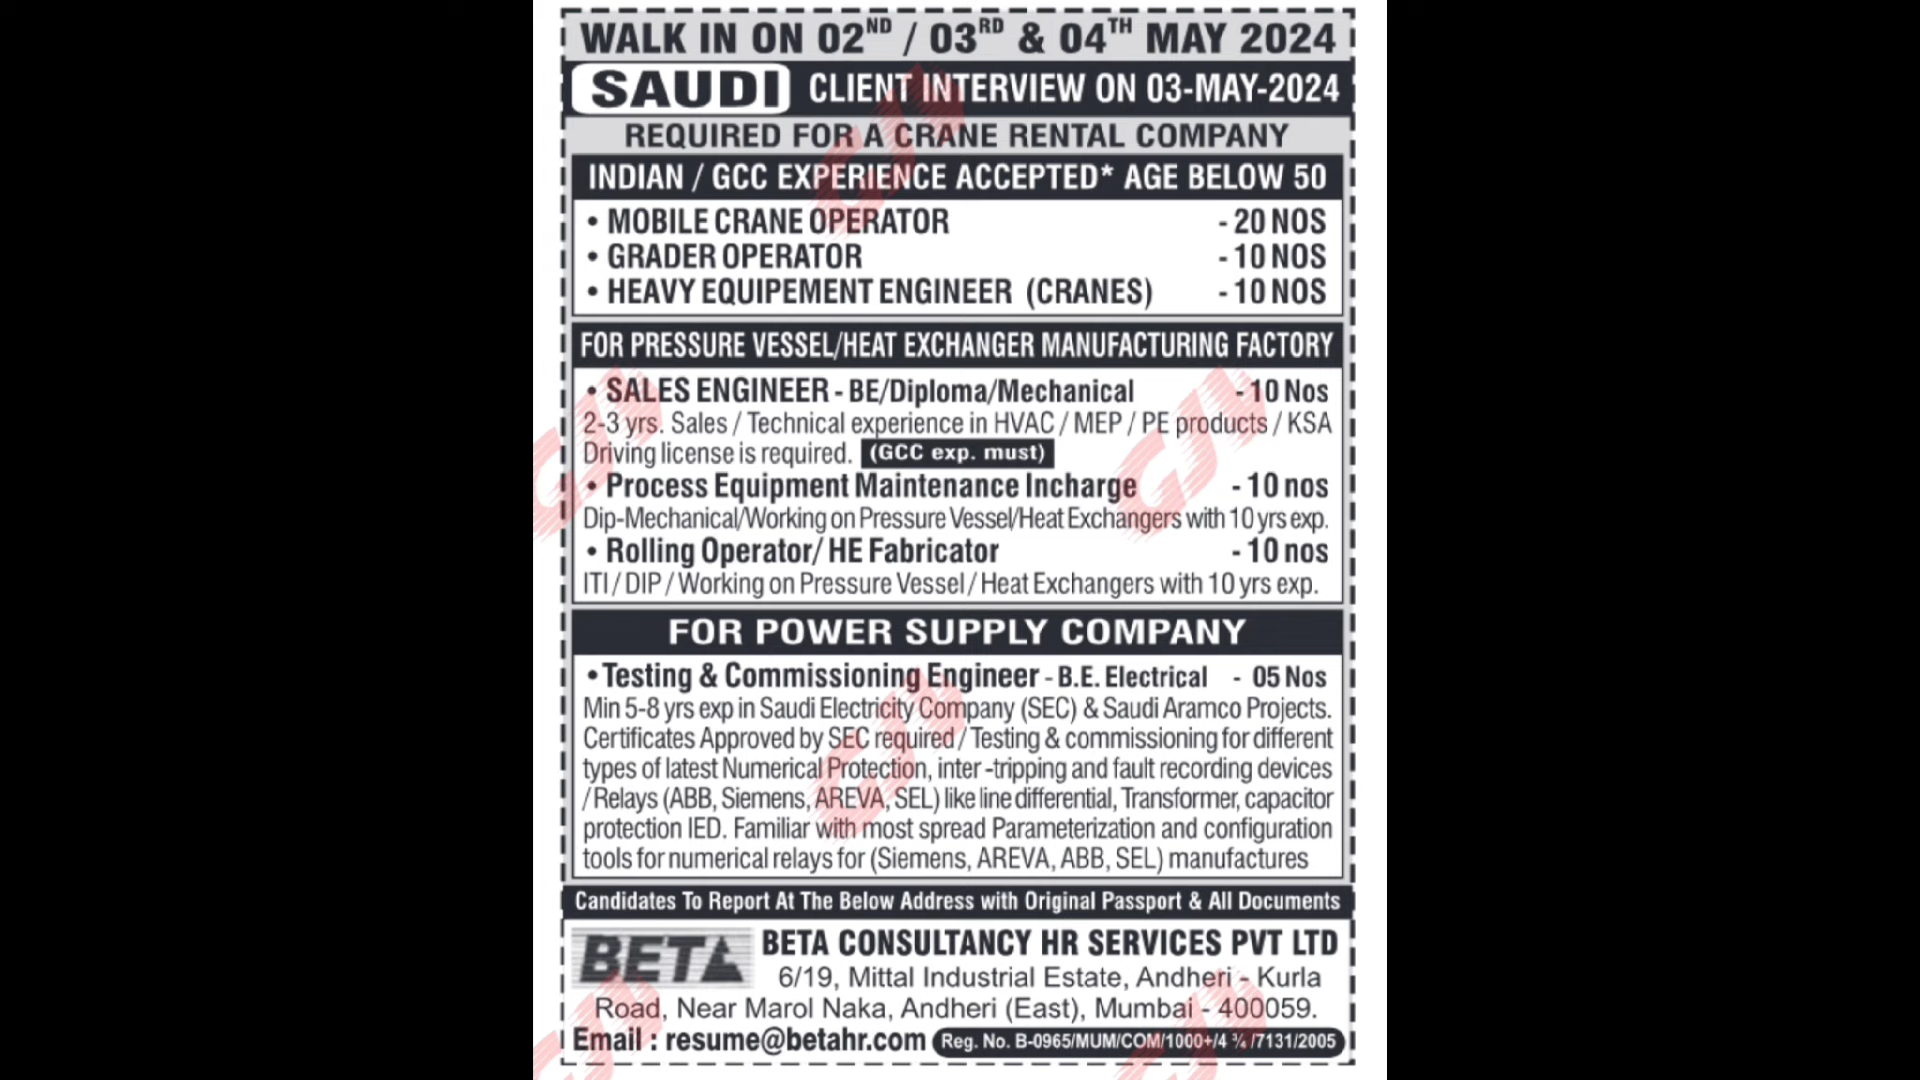 WALK IN ON 02ND / 03RD & 04TH MAY 2024
SAUDI CLIENT INTERVIEW ON 03-MAY-2024
REQUIRED FOR A CRANE RENTAL COMPANY
INDIAN / GCC EXPERIENCE ACCEPTED* AGE BELOW 50
• MOBILE CRANE OPERATOR - 20 NOS
• GRADER OPERATOR - 10 NOS
• HEAVY EQUIPEMENT ENGINEER (CRANES) - 10 NOS
FOR PRESSURE VESSEL/HEAT EXCHANGER MANUFACTURING FACTORY
• SALES ENGINEER - BE/Diploma/Mechanical - 10 Nos
2-3 yrs. Sales / Technical experience in HVAC / MEP / PE products / KSA
Driving license is required. (GCC exp. must)
• Process Equipment Maintenance Incharge - 10 nos
Dip-Mechanical/Working on Pressure Vessel/Heat Exchangers with 10 yrs exp.
• Rolling Operator/ HE Fabricator - 10 nos
ITI / DIP / Working on Pressure Vessel / Heat Exchangers with 10 yrs exp.
FOR POWER SUPPLY COMPANY
• Testing & Commissioning Engineer - B.E. Electrical - 05 Nos
Min 5-8 yrs exp in Saudi Electricity Company (SEC) & Saudi Aramco Projects.
Certificates Approved by SEC required / Testing & commissioning for different
types of latest Numerical Protection, inter -tripping and fault recording devices
/ Relays (ABB, Siemens, AREVA, SEL) like line differential, Transformer, capacitor
protection IED. Familiar with most spread Parameterization and configuration
tools for numerical relays for (Siemens, AREVA, ABB, SEL) manufactures
Candidates To Report At The Below Address with Original Passport & All Documents
BETA BETA CONSULTANCY HR SERVICES PVT LTD
6/19, Mittal Industrial Estate, Andheri - Kurla
Road, Near Marol Naka, Andheri (East), Mumbai - 400059.
Email : resume@betahr.com Reg. No. B-0965/MUM/COM/1000+/4 ¾ /7131/2005